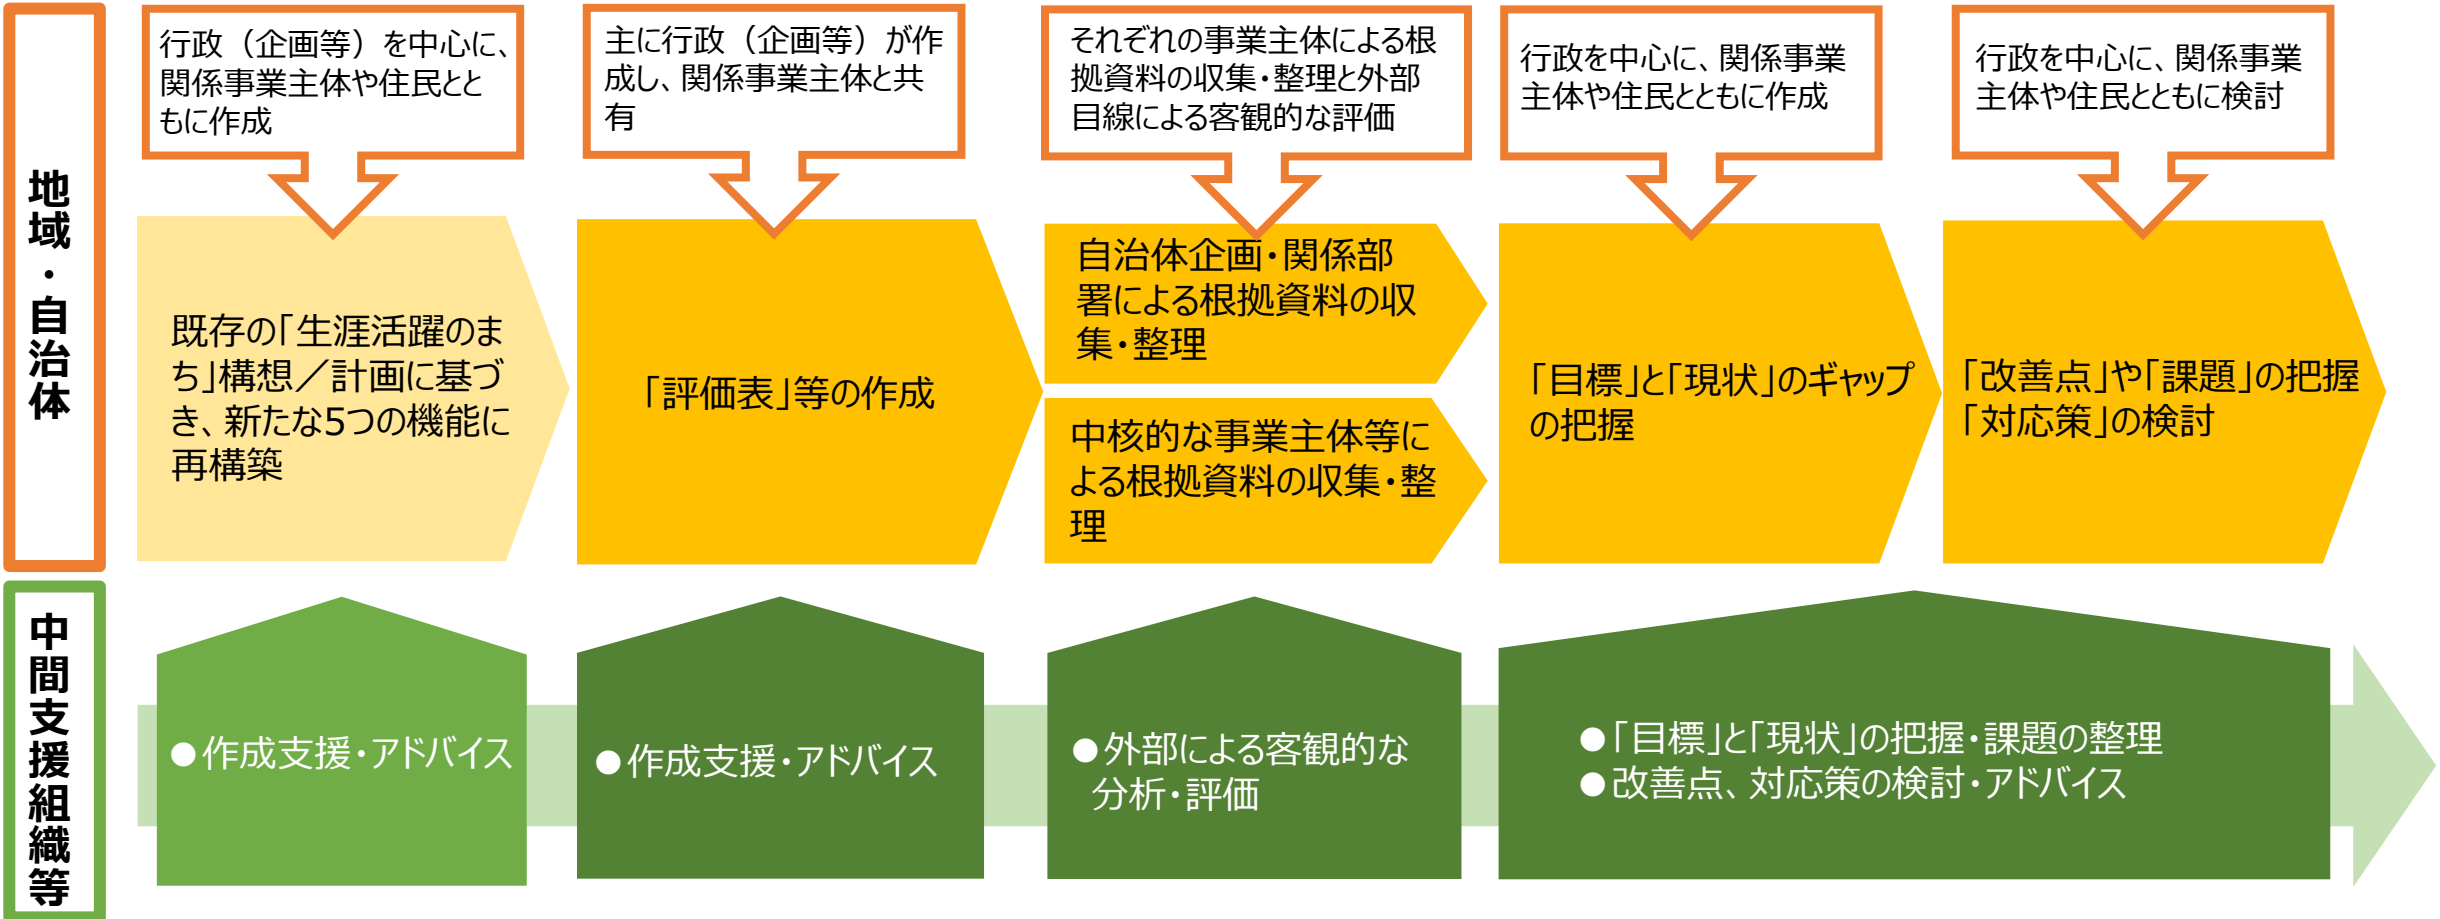 地域・自治体
行政（企画等）を中心に、
関係事業主体や住民とと
もに作成
主に行政（企画等）が作
成し、関係事業主体と共
有
それぞれの事業主体による根
拠資料の収集・整理と外部
目線による客観的な評価
行政を中心に、関係事業
主体や住民とともに作成
行政を中心に、関係事業
主体や住民とともに検討
既存の「生涯活躍のま
ち」構想／計画に基づ
き、新たな5つの機能に
再構築
「評価表」等の作成
自治体企画・関係部
署による根拠資料の収
集・整理
中核的な事業主体等に
よる根拠資料の収集・整
理
「目標」と「現状」のギャップ
の把握
「改善点」や「課題」の把握
「対応策」の検討
中間支援組織等
●作成支援・アドバイス
●作成支援・アドバイス
●外部による客観的な
分析・評価
●「目標」と「現状」の把握・課題の整理
●改善点、対応策の検討・アドバイス